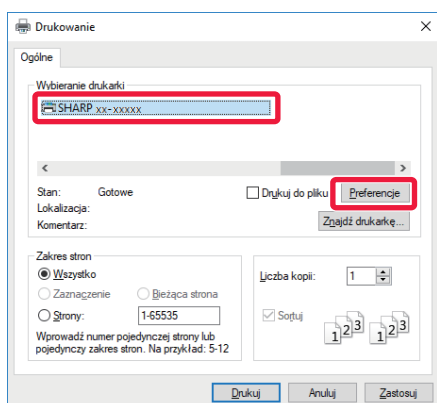 Drukowanie
Ogólne
Wybieranie drukarki
SHARP xx-xxxxx
Stan: Gotowe
Drukuj do pliku
Preferencje
Lokalizacja:
Komentarz:
Znajdź drukarkę...
Zakres stron
Wszystko
Zaznaczenie
Bieżąca strona
Strony: 1-65535
Wprowadź numer pojedynczej strony lub
pojedynczy zakres stron. Na przykład: 5-12
Liczba kopii: 1
Sortuj
1 2 3 1 2 3
Drukuj
Anuluj
Zastosuj